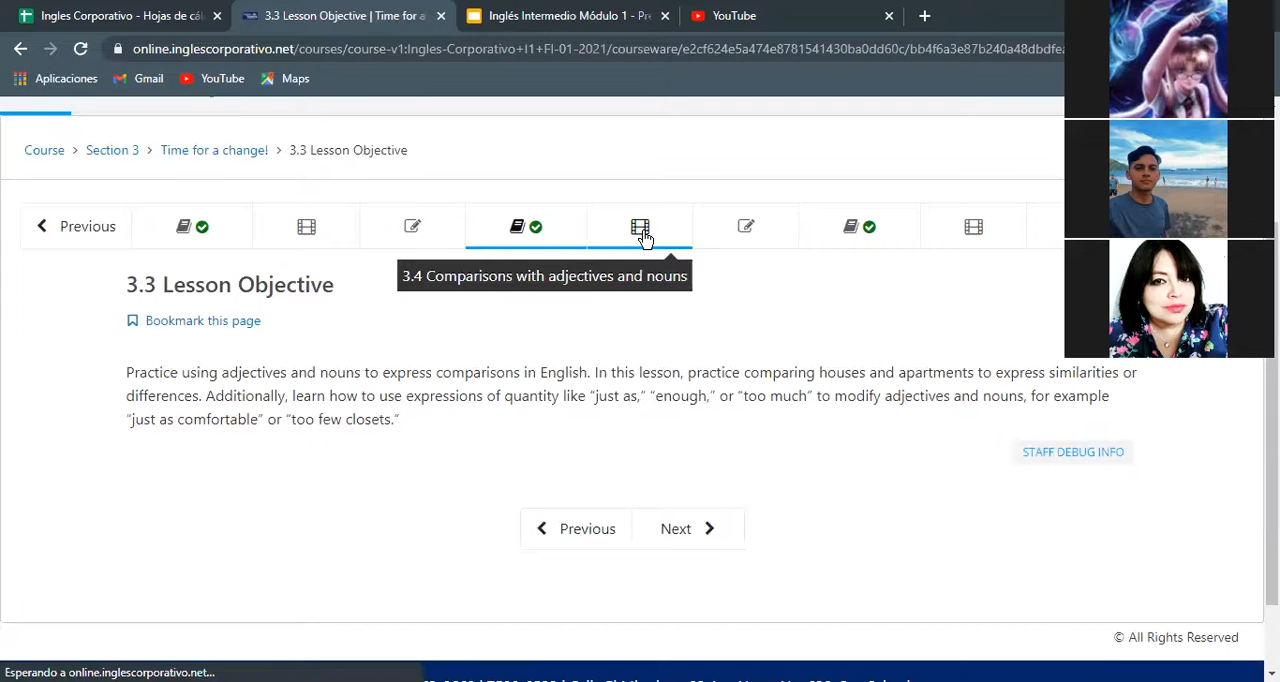 Ingles Corporativo - Hojas de cál
3.3 Lesson Objective | Time for a
Inglés Intermedio Módulo 1 - Pre
YouTube
online.inglescorporativo.net/courses/course-v1:Ingles-Corporativo+I1+FI-01-2021/courseware/e2cf624e5a474e8781541430ba0dd60c/bb4f6a3e87b240a48dbdfea
Aplicaciones
Gmail
YouTube
Maps
Course > Section 3 > Time for a change! > 3.3 Lesson Objective
Previous
3.4 Comparisons with adjectives and nouns
3.3 Lesson Objective
Bookmark this page
Practice using adjectives and nouns to express comparisons in English. In this lesson, practice comparing houses and apartments to express similarities or
differences. Additionally, learn how to use expressions of quantity like “just as,” “enough,” or “too much” to modify adjectives and nouns, for example
“just as comfortable” or “too few closets.”
STAFF DEBUG INFO
Previous
Next
© All Rights Reserved
Esperando a online.inglescorporativo.net...